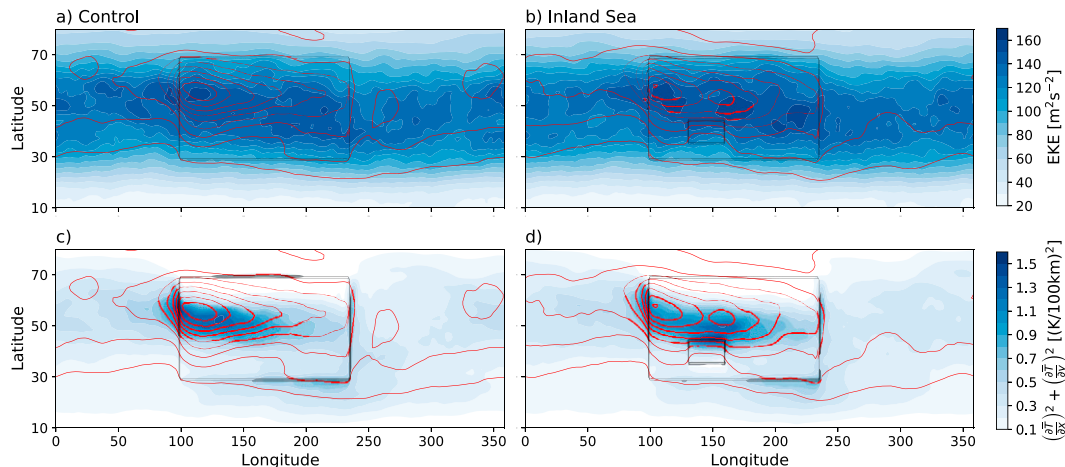 a) Control
b) Inland Sea
70
50
30
10
Latitude
160
140
120
100
80
60
40
20
EKE [m²s⁻²]
c)
d)
70
50
30
10
Latitude
0 50 100 150 200 250 300 350
0 50 100 150 200 250 300 350
Longitude
Longitude
1.5
1.3
1.1
0.9
0.7
0.5
0.3
0.1
(∂T̅/∂x)² + (∂T̅/∂y)² [(K/100km)²